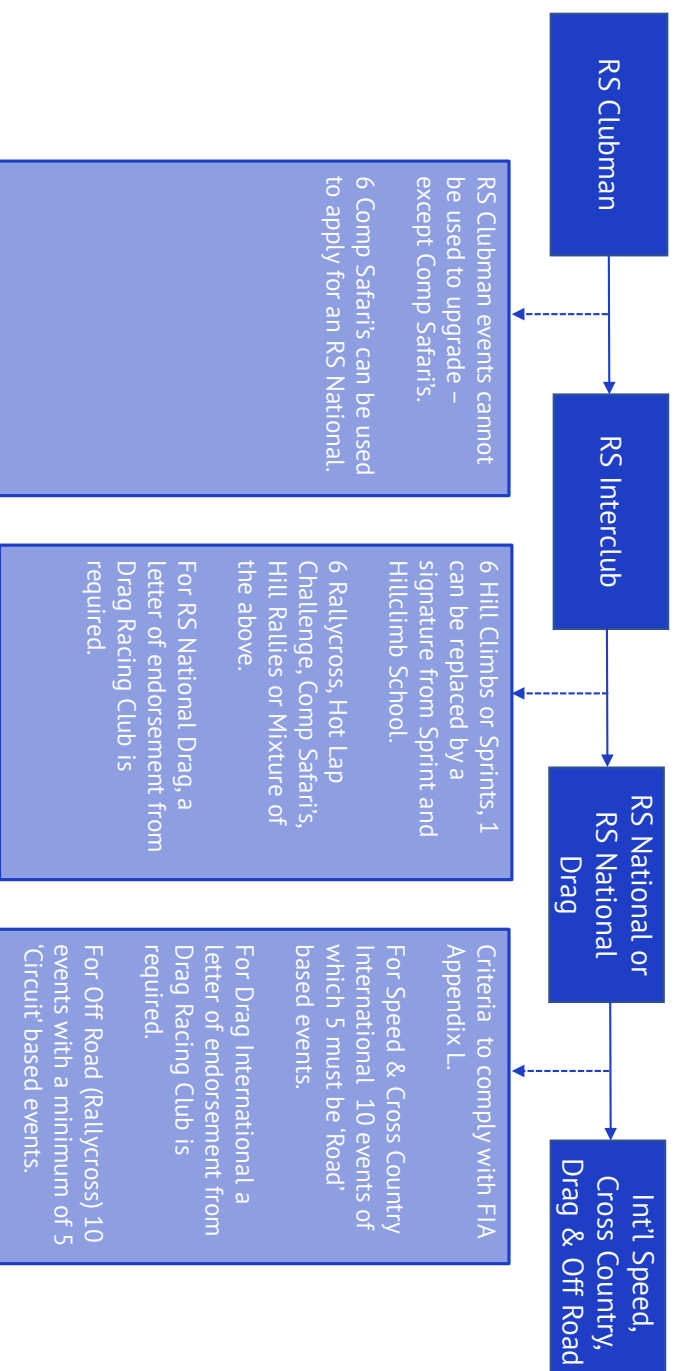 RS Clubman
RS Interclub
RS National or
RS National
Drag
Int'l Speed,
Cross Country,
Drag & Off Road
RS Clubman events cannot
be used to upgrade –
except Comp Safari's.
6 Comp Safari's can be used
to apply for an RS National.
6 Hill Climbs or Sprints, 1
can be replaced by a
signature from Sprint and
Hillclimb School.
6 Rallycross, Hot Lap
Challenge, Comp Safari's,
Hill Rallies or Mixture of
the above.
For RS National Drag, a
letter of endorsement from
Drag Racing Club is
required.
Criteria to comply with FIA
Appendix L.
For Speed & Cross Country
International 10 events of
which 5 must be 'Road'
based events.
For Drag International a
letter of endorsement from
Drag Racing Club is
required.
For Off Road (Rallycross) 10
events with a minimum of 5
'Circuit' based events.